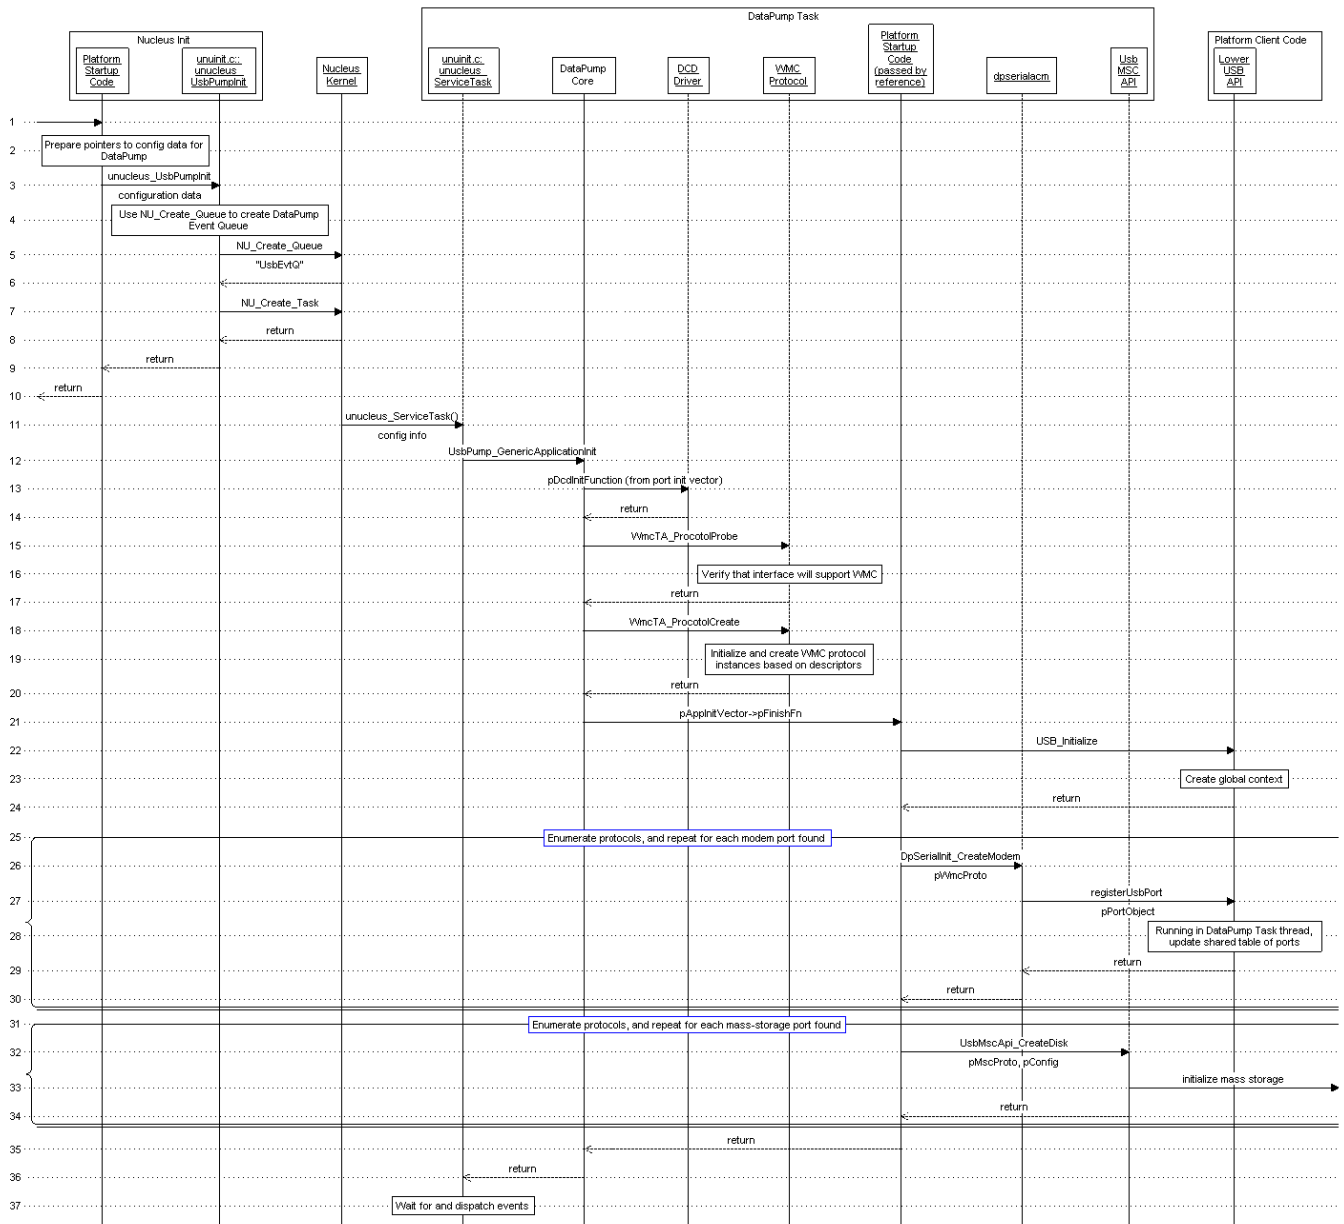 DataPump Task
Nucleus Init
Platform Client Code
Platform
Startup
Code
unuinit.c::
unucleus_
UsbPumpInit
Nucleus
Kernel
unuinit.c:
unucleus_
ServiceTask
DataPump
Core
DCD
Driver
WMC
Protocol
Platform
Startup
Code
(passed by
reference)
dpserialacm
Usb
MSC
API
Lower
USB
API
1
2
Prepare pointers to config data for
DataPump
3
unucleus_UsbPumpInit
configuration data
4
Use NU_Create_Queue to create DataPump
Event Queue
5
NU_Create_Queue
"UsbEvtQ"
6
7
NU_Create_Task
8
return
9
return
10
return
11
unucleus_ServiceTask()
config info
12
UsbPump_GenericApplicationInit
13
pDcdInitFunction (from port init vector)
14
return
15
WmcTA_ProcotolProbe
16
Verify that interface will support WMC
17
return
18
WmcTA_ProcotolCreate
19
Initialize and create WMC protocol
instances based on descriptors
20
return
21
pAppInitVector->pFinishFn
22
USB_Initialize
23
Create global context
24
return
25
Enumerate protocols, and repeat for each modem port found
26
DpSerialInit_CreateModem
pWmcProto
27
registerUsbPort
pPortObject
28
Running in DataPump Task thread,
update shared table of ports
29
return
30
return
31
Enumerate protocols, and repeat for each mass-storage port found
32
UsbMscApi_CreateDisk
pMscProto, pConfig
33
initialize mass storage
34
return
35
return
36
return
37
Wait for and dispatch events